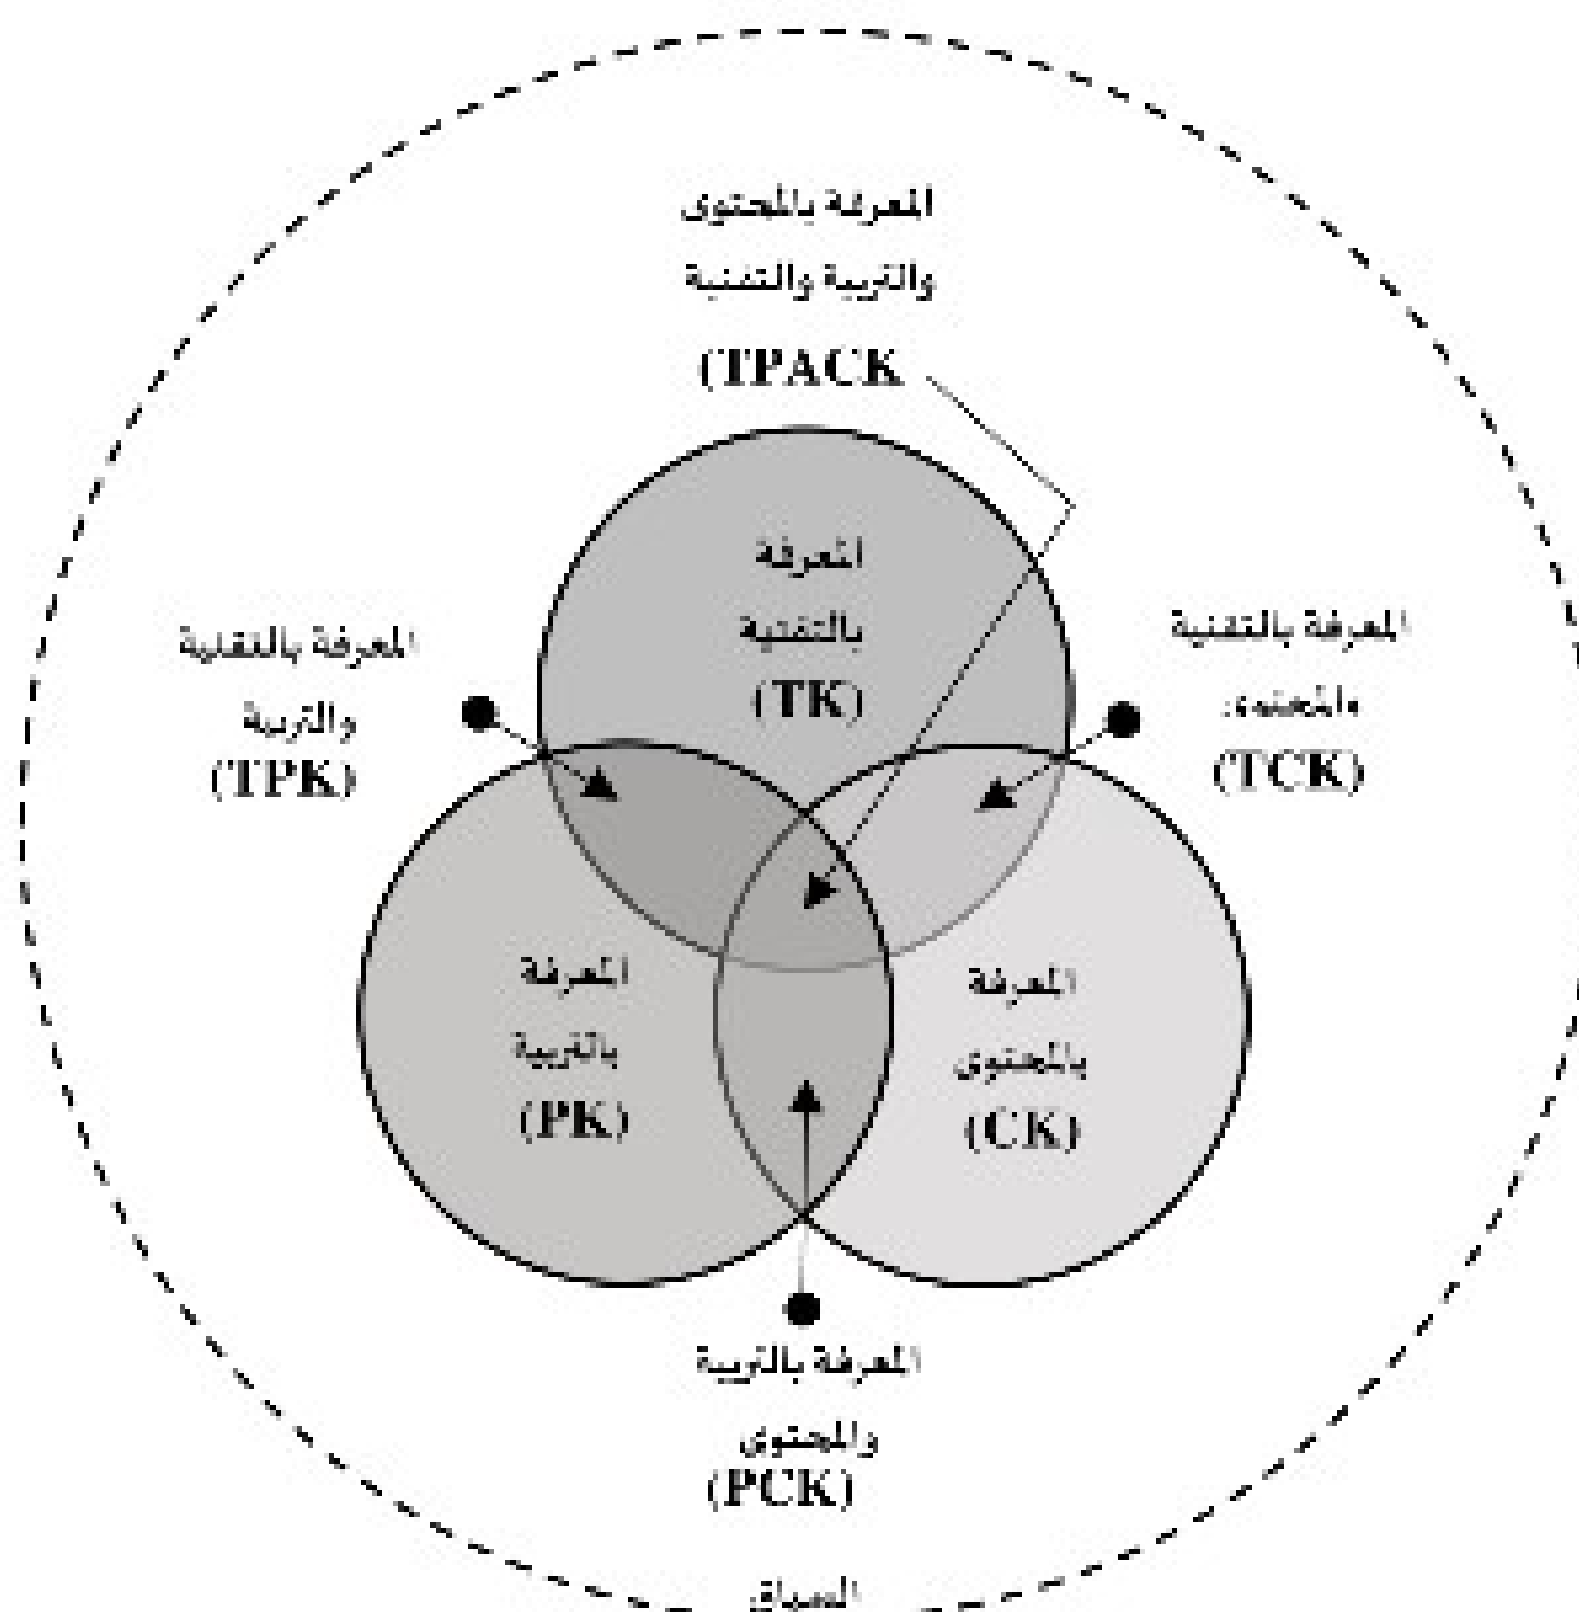 المعرفة بالمحتوى
والتربية والتقنية
(TPACK
المعرفة
بالتقنية
(TK)
المعرفة بالتقنية
والمحتوى
(TCK)
المعرفة بالتقنية
والتربية
(TPK)
المعرفة
بالمحتوى
(CK)
المعرفة
بالتربية
(PK)
المعرفة بالتربية
والمحتوى
(PCK)
السياق